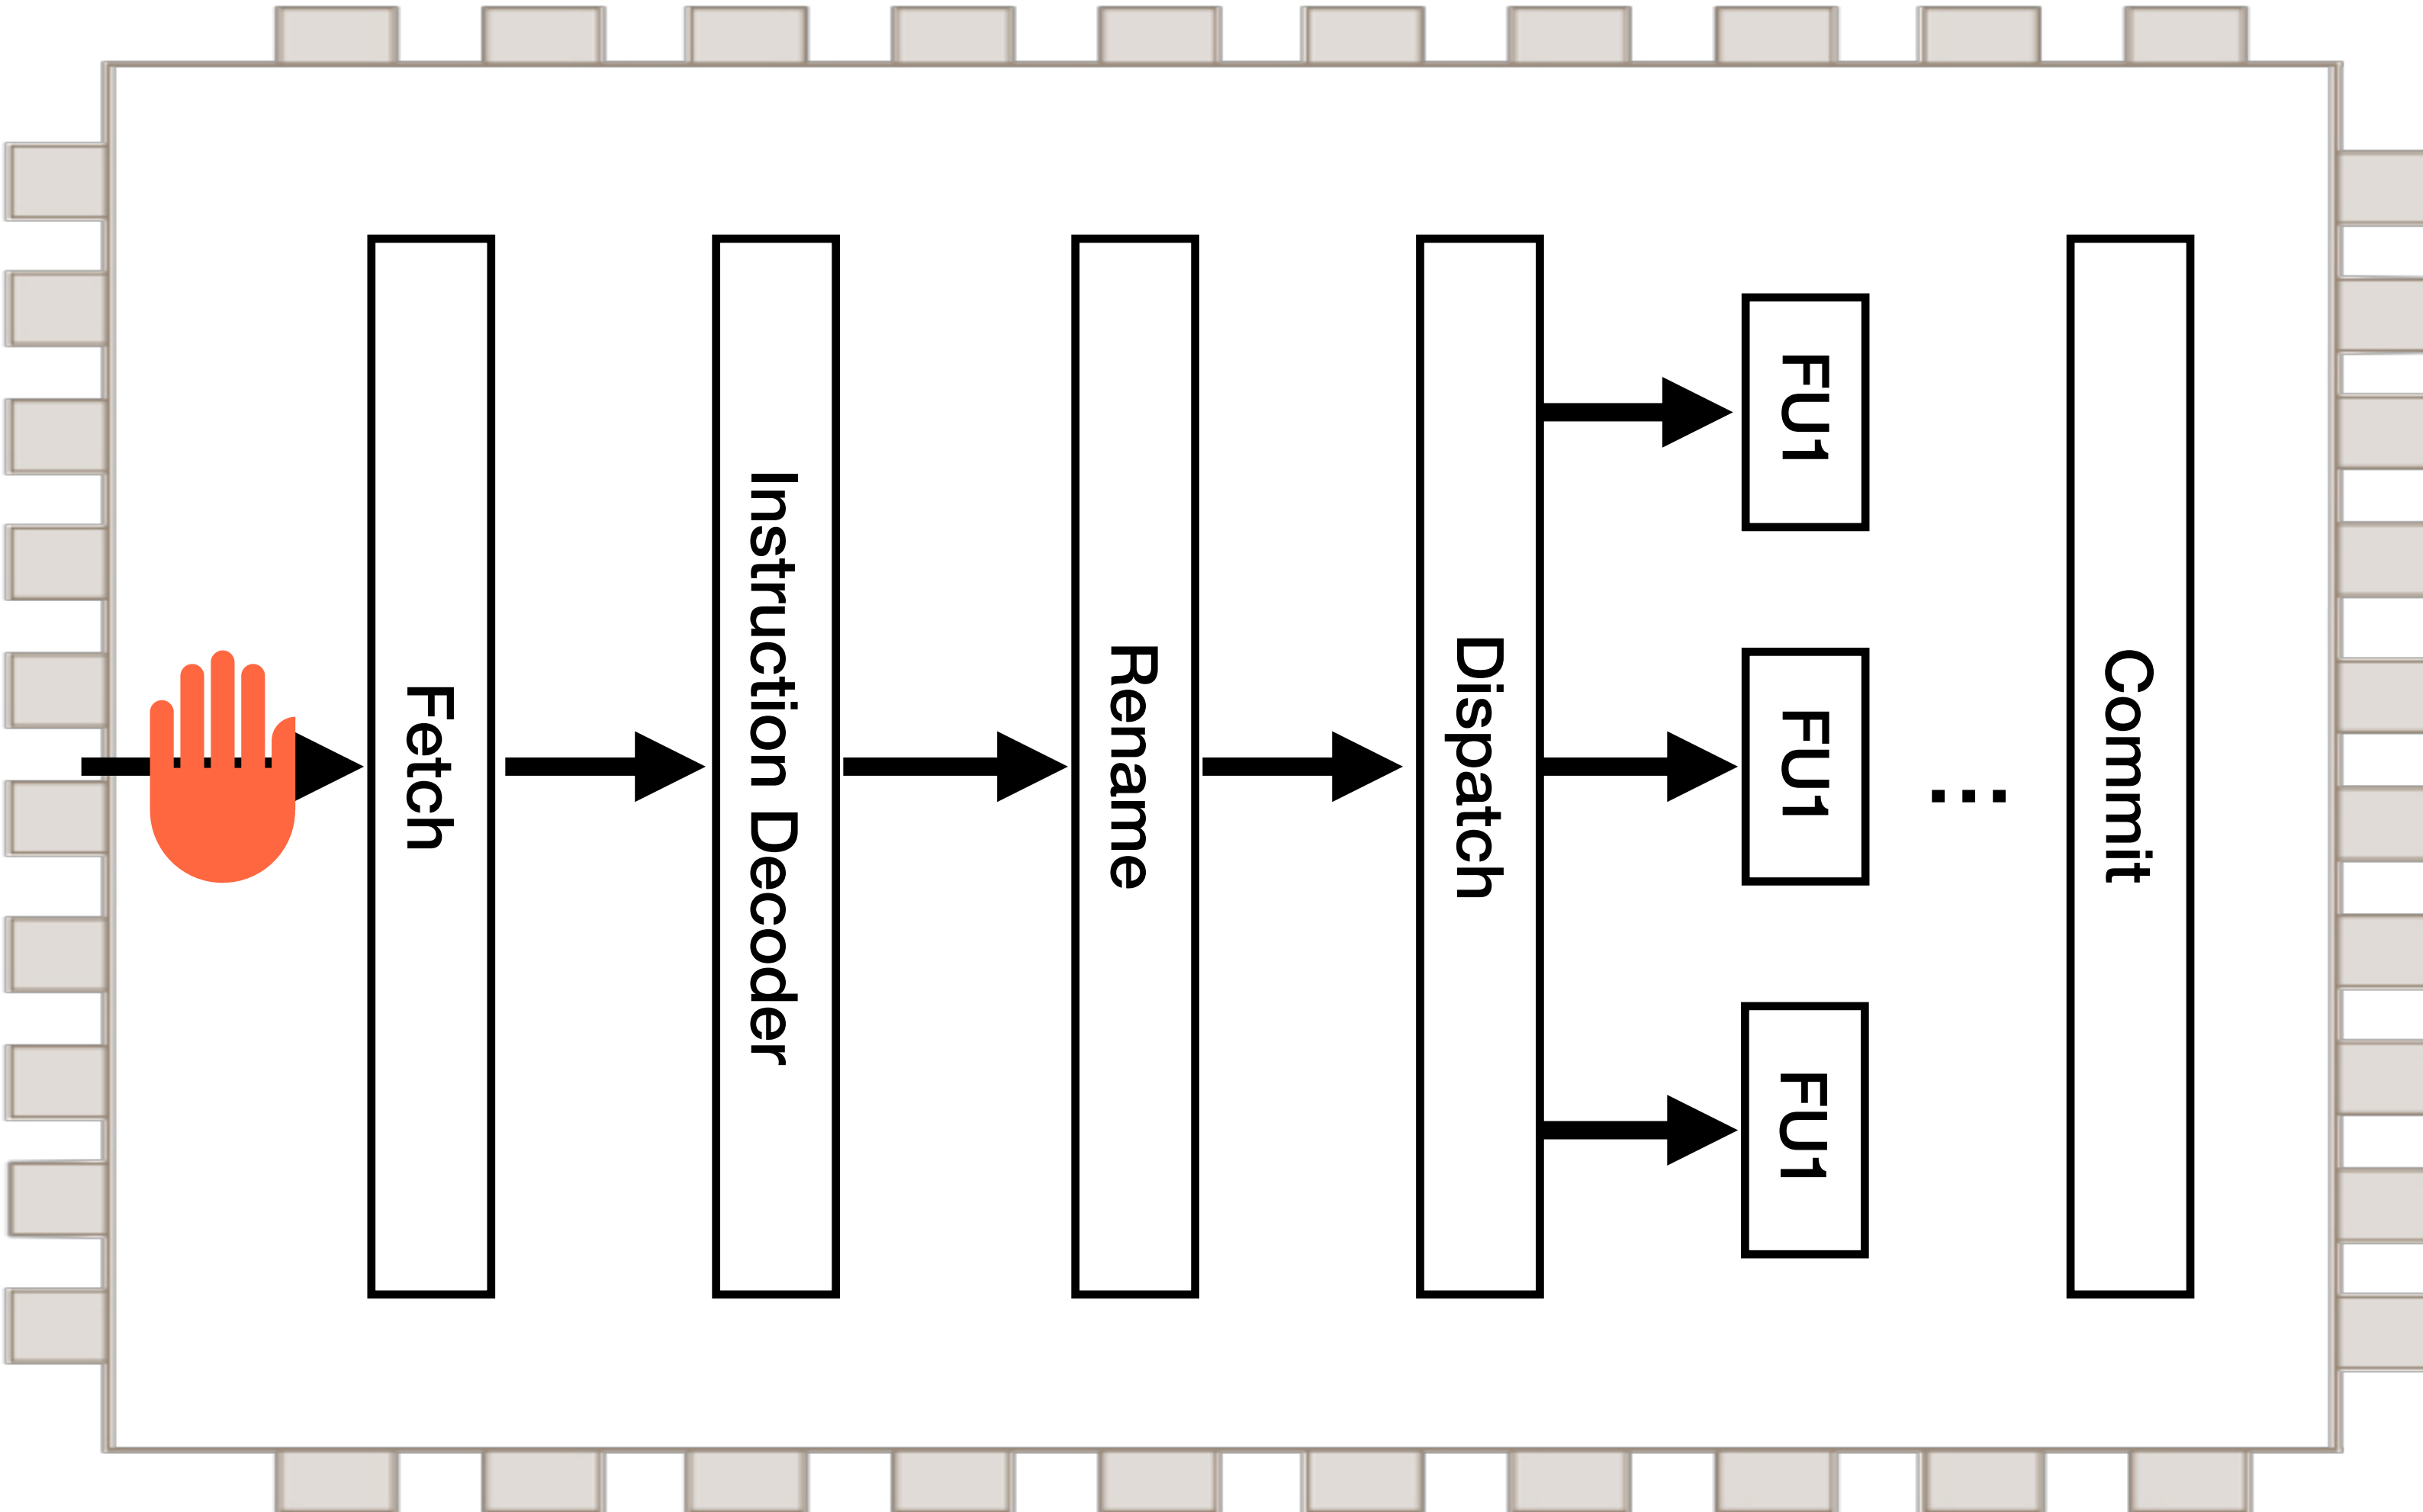 Fetch
Instruction Decoder
Rename
Dispatch
FU1
FU1
FU1
...
Commit